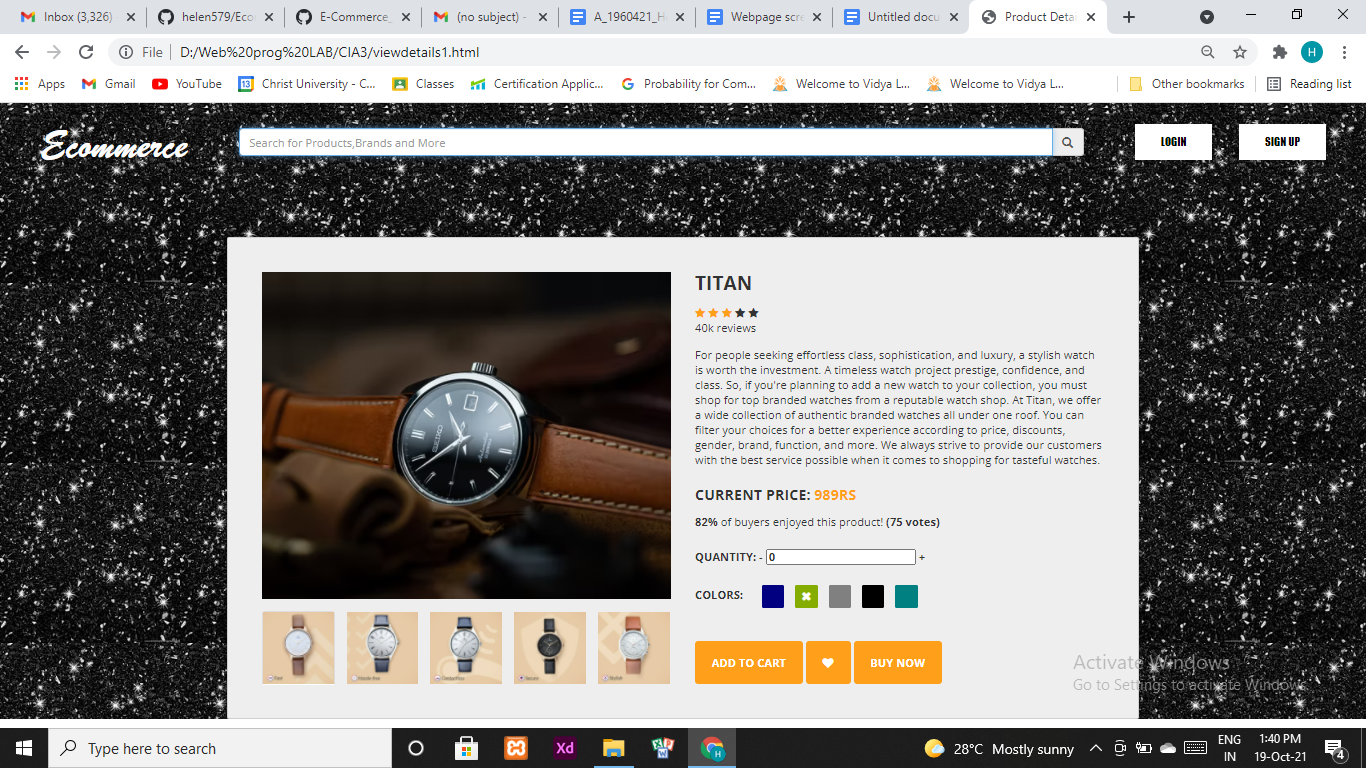 Inbox (3,326)
helen579/Eco
E-Commerce_
(no subject) -
A_1960421_H
Webpage scre
Untitled docu
Product Deta
File
D:/Web%20prog%20LAB/CIA3/viewdetails1.html
H
Apps
Gmail
YouTube
13
Christ University - C...
Classes
Certification Applic...
Probability for Com...
Welcome to Vidya L...
Welcome to Vidya L...
Other bookmarks
Reading list
Ecommerce
Search for Products,Brands and More
LOGIN
SIGN UP
TITAN
40k reviews
For people seeking effortless class, sophistication, and luxury, a stylish watch
is worth the investment. A timeless watch project prestige, confidence, and
class. So, if you're planning to add a new watch to your collection, you must
shop for top branded watches from a reputable watch shop. At Titan, we offer
a wide collection of authentic branded watches all under one roof. You can
filter your choices for a better experience according to price, discounts,
gender, brand, function, and more. We always strive to provide our customers
with the best service possible when it comes to shopping for tasteful watches.
SEIKO
CURRENT PRICE: 989RS
82% of buyers enjoyed this product! (75 votes)
QUANTITY: - 0 +
COLORS:
ADD TO CART
BUY NOW
Activate Windows
Go to Settings to activate Windows.
Type here to search
Xd
H
28°C Mostly sunny
ENG
IN
1:40 PM
19-Oct-21
4